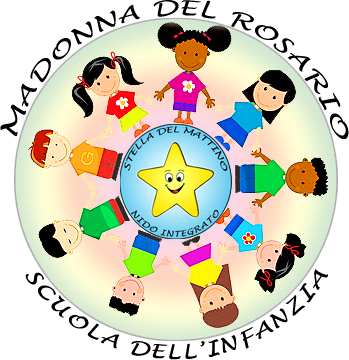 MADONNA DEL ROSARIO
STELLA DEL MATTINO
NIDO INTEGRATO
G
SCUOLA DELL'INFANZIA